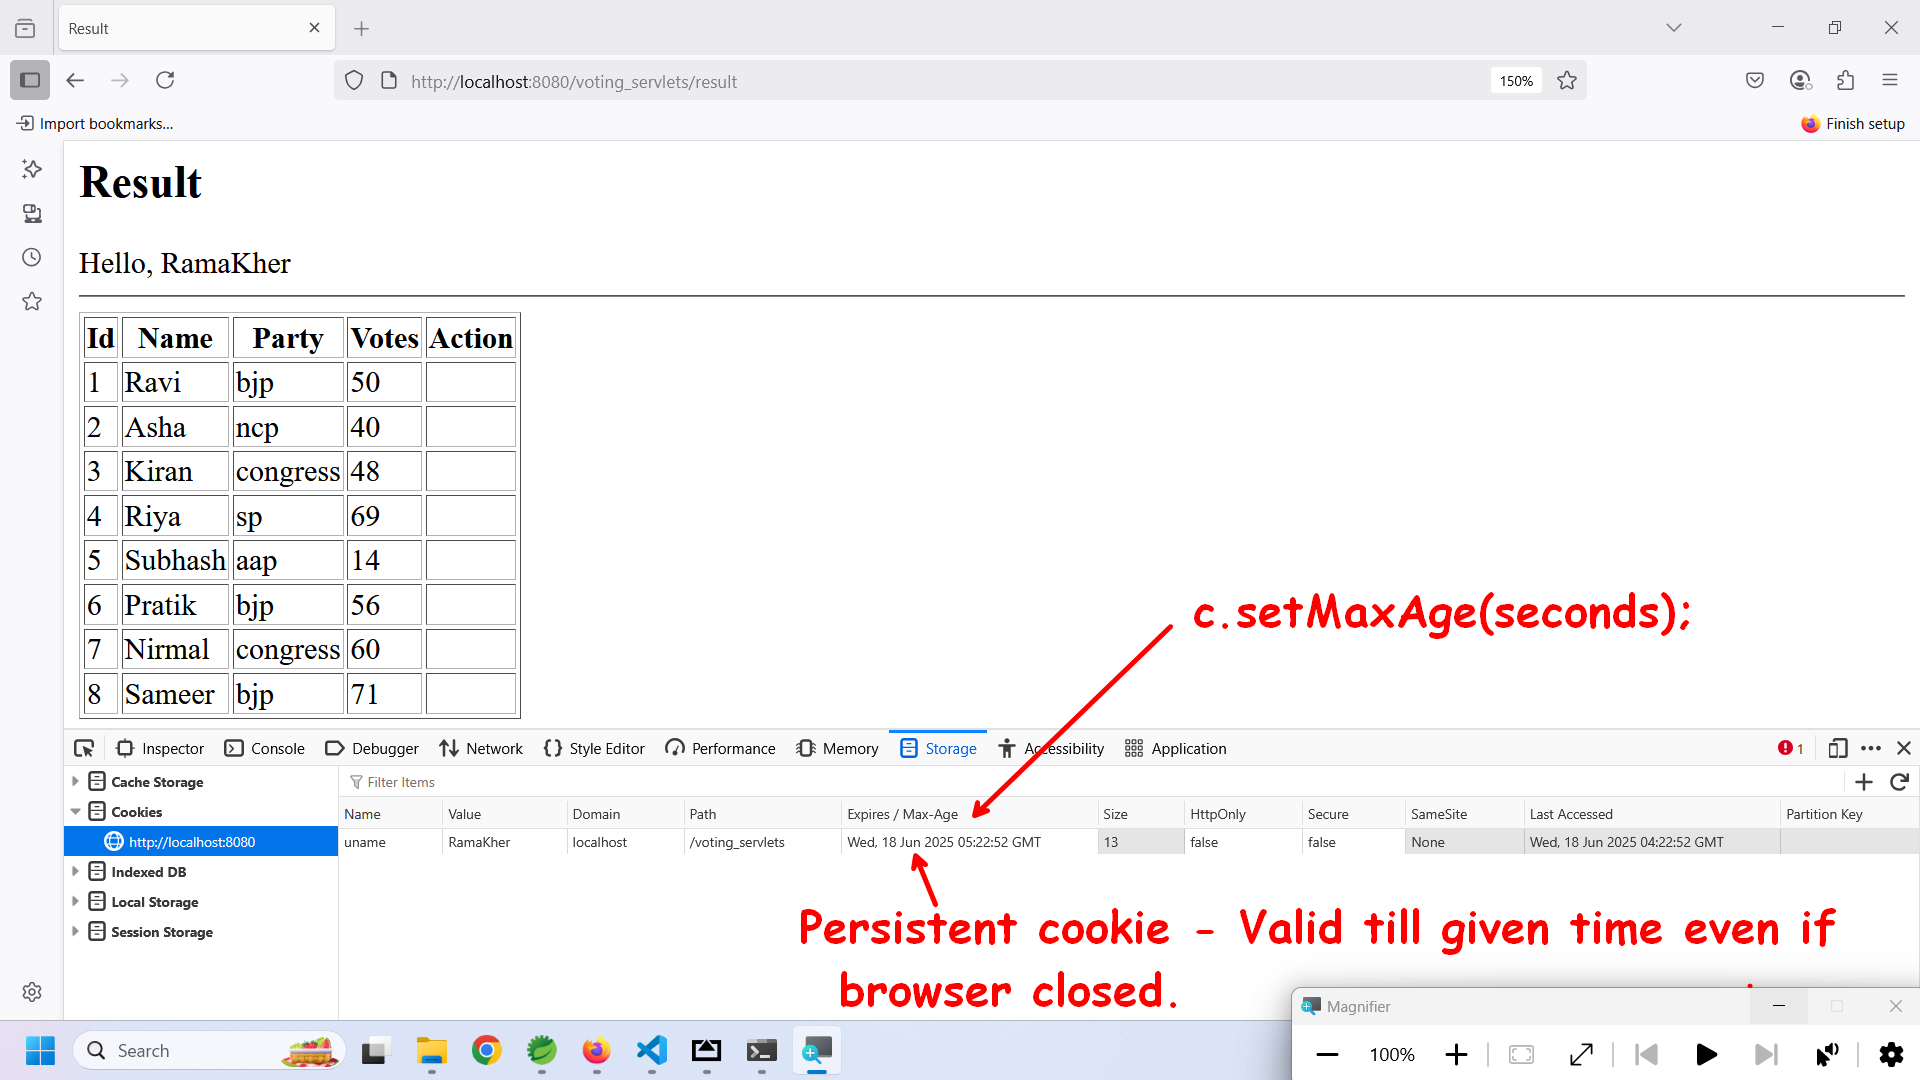 Result
http://localhost:8080/voting_servlets/result
150%
Import bookmarks...
Finish setup
Result
Hello, RamaKher
Id Name Party Votes Action
1 Ravi bjp 50
2 Asha ncp 40
3 Kiran congress 48
4 Riya sp 69
5 Subhash aap 14
6 Pratik bjp 56
7 Nirmal congress 60
8 Sameer bjp 71
c.setMaxAge(seconds);
Inspector Console Debugger Network Style Editor Performance Memory Storage Accessibility Application 1
Cache Storage
Cookies
http://localhost:8080
Indexed DB
Local Storage
Session Storage
Filter Items
Name Value Domain Path Expires / Max-Age Size HttpOnly Secure SameSite Last Accessed Partition Key
uname RamaKher localhost /voting_servlets Wed, 18 Jun 2025 05:22:52 GMT 13 false false None Wed, 18 Jun 2025 04:22:52 GMT
Persistent cookie - Valid till given time even if
browser closed.
Magnifier
100%
Search